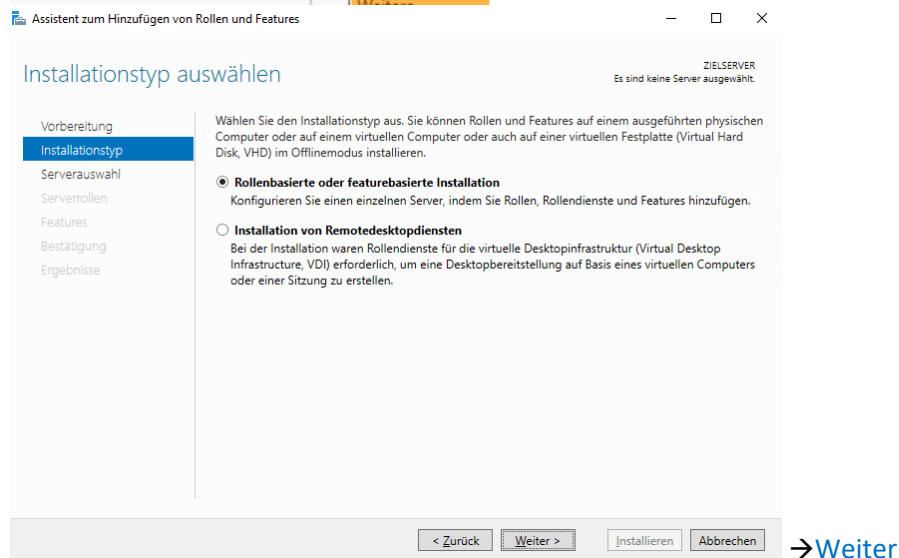 Weitere
Assistent zum Hinzufügen von Rollen und Features
Installationstyp auswählen
ZIELSERVER
Es sind keine Server ausgewählt.
Vorbereitung
Installationstyp
Serverauswahl
Serverrollen
Features
Bestätigung
Ergebnisse
Wählen Sie den Installationstyp aus. Sie können Rollen und Features auf einem ausgeführten physischen
Computer oder auf einem virtuellen Computer oder auch auf einer virtuellen Festplatte (Virtual Hard
Disk, VHD) im Offlinemodus installieren.
Rollenbasierte oder featurebasierte Installation
Konfigurieren Sie einen einzelnen Server, indem Sie Rollen, Rollendienste und Features hinzufügen.
Installation von Remotedesktopdiensten
Bei der Installation waren Rollendienste für die virtuelle Desktopinfrastruktur (Virtual Desktop
Infrastructure, VDI) erforderlich, um eine Desktopbereitstellung auf Basis eines virtuellen Computers
oder einer Sitzung zu erstellen.
< Zurück Weiter > Installieren Abbrechen
→Weiter